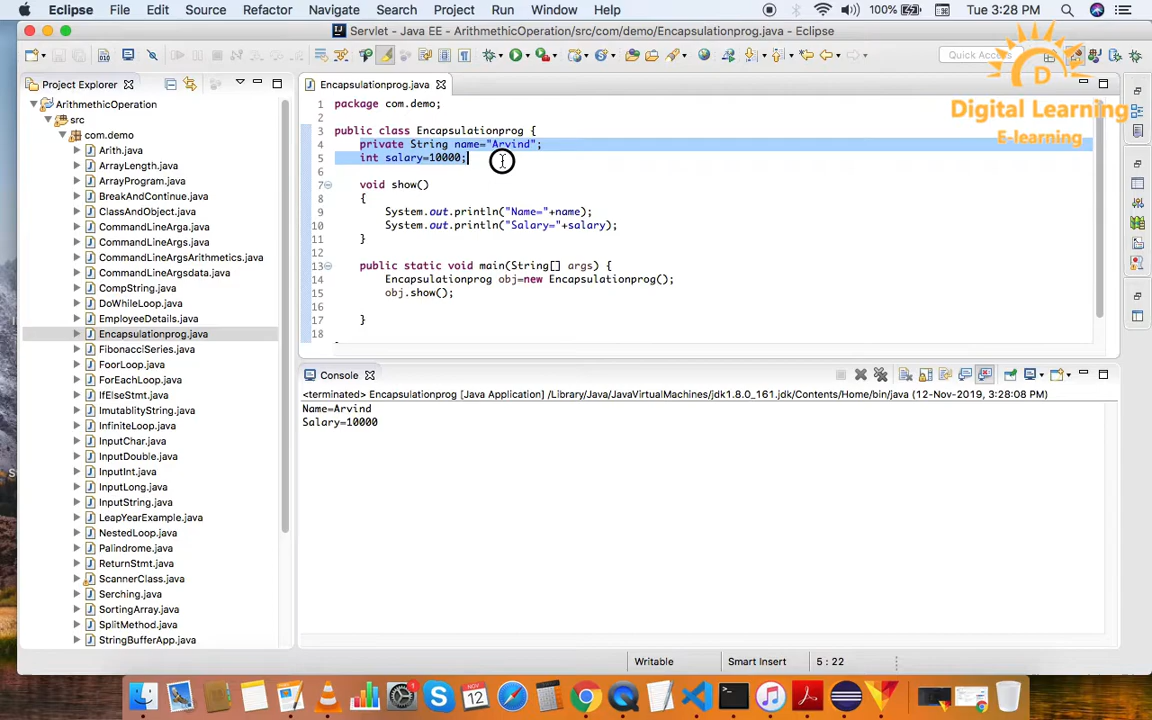 Eclipse File Edit Source Refactor Navigate Search Project Run Window Help 100% Tue 3:28 PM
Servlet - Java EE - ArithmethicOperation/src/com/demo/Encapsulationprog.java - Eclipse
Quick Access
D
Digital Learning
E-learning
Project Explorer
ArithmethicOperation
src
com.demo
Arith.java
ArrayLength.java
ArrayProgram.java
BreakAndContinue.java
ClassAndObject.java
CommandLineArga.java
CommandLineArgs.java
CommandLineArgsArithmetics.java
CommandLineArgsdata.java
CompString.java
DoWhileLoop.java
EmployeeDetails.java
Encapsulationprog.java
FibonacciSeries.java
FoorLoop.java
ForEachLoop.java
IfElseStmt.java
ImutablityString.java
InfiniteLoop.java
InputChar.java
InputDouble.java
InputInt.java
InputLong.java
InputString.java
LeapYearExample.java
NestedLoop.java
Palindrome.java
ReturnStmt.java
ScannerClass.java
Serching.java
SortingArray.java
SplitMethod.java
StringBufferApp.java
Encapsulationprog.java
1 package com.demo;
2
3 public class Encapsulationprog {
4 private String name="Arvind";
5 int salary=10000;
6
7 void show()
8 {
9 System.out.println("Name="+name);
10 System.out.println("Salary="+salary);
11 }
12
13 public static void main(String[] args) {
14 Encapsulationprog obj=new Encapsulationprog();
15 obj.show();
16
17 }
18
Console
<terminated> Encapsulationprog [Java Application] /Library/Java/JavaVirtualMachines/jdk1.8.0_161.jdk/Contents/Home/bin/java (12-Nov-2019, 3:28:08 PM)
Name=Arvind
Salary=10000
Writable Smart Insert 5 : 22
NOV
12